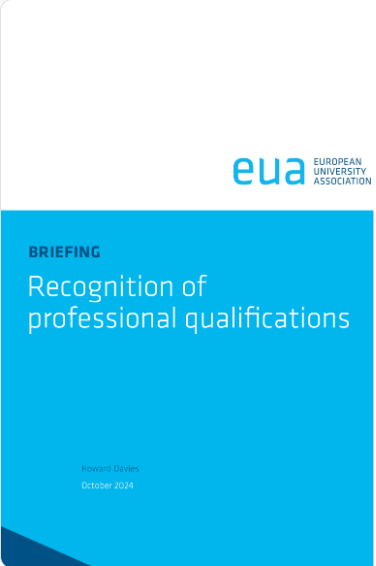 eua EUROPEAN
UNIVERSITY
ASSOCIATION
BRIEFING
Recognition of
professional qualifications
Howard Davies
October 2024